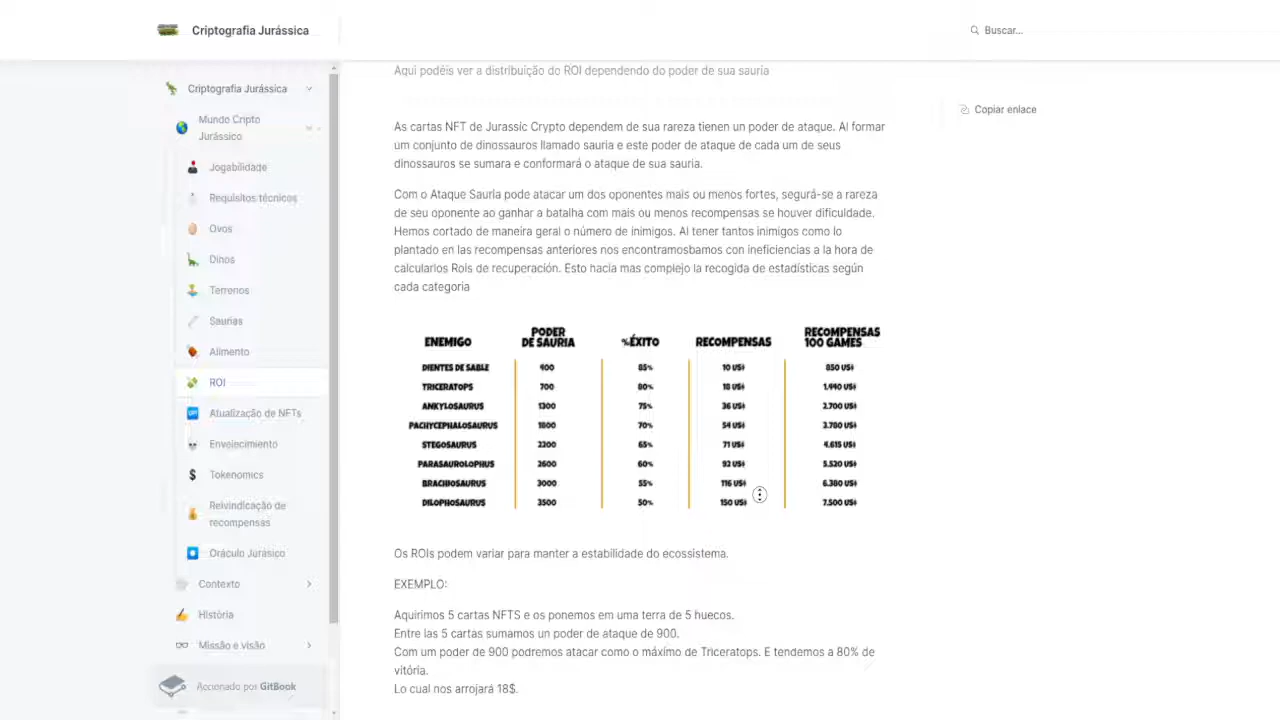 Criptografia Jurássica
Buscar...
Criptografia Jurássica
Mundo Cripto
Jurássico
Jogabilidade
Requisitos técnicos
Ovos
Dinos
Terrenos
Saurias
Alimento
ROI
Atualização de NFTs
Envelecimento
Tokenomics
Reivindicação de
recompensas
Oráculo Jurásico
Contexto
História
Missão e visão
Accionado por GitBook
Aqui podéis ver a distribuição do ROI dependendo do poder de sua sauría
As cartas NFT de Jurassic Crypto dependem de sua rareza tienen un poder de ataque. Al formar
um conjunto de dinossauros llamado sauria e este poder de ataque de cada um de seus
dinossauros se sumara e conformará o ataque de sua sauria.
Com o Ataque Sauria pode atacar um dos oponentes mais ou menos fortes, segurá-se a rareza
de seu oponente ao ganhar a batalha com mais ou menos recompensas se houver dificuldade.
Hemos cortado de maneira geral o número de inimigos. Al tener tantos inimigos como lo
plantado en las recompensas anteriores nos encontramosbamos con ineficiencias a la hora de
calcularlos Rois de recuperación. Esto hacia mas complejo la recogida de estadísticas según
cada categoria
ENEMIGO PODER DE SAURIA %ÉXITO RECOMPENSAS RECOMPENSAS 100 GAMES
DIENTES DE SABLE 400 85% 10 US$ 850 US$
TRICERATOPS 700 80% 18 US$ 1.440 US$
ANKYLOSAURUS 1300 75% 36 US$ 2.700 US$
PACHYCEPHALOSAURUS 1800 70% 54 US$ 3.780 US$
STEGOSAURUS 2200 65% 71 US$ 4.615 US$
PARASAUROLOPHUS 2600 60% 92 US$ 5.520 US$
BRACHIOSAURUS 3000 55% 116 US$ 6.380 US$
DILOPHOSAURUS 3500 50% 150 US$ 7.500 US$
Os ROIs podem variar para manter a estabilidade do ecossistema.
EXEMPLO:
Aquirimos 5 cartas NFTS e os ponemos em uma terra de 5 huecos.
Entre las 5 cartas sumamos un poder de ataque de 900.
Com um poder de 900 podremos atacar como o máximo de Triceratops. E tendemos a 80% de
vitória.
Lo cual nos arrojará 18$.
Copiar enlace